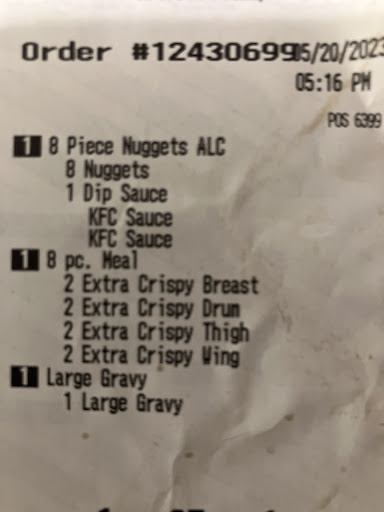 Order #12430699 05/20/2023
05:16 PM
POS 6399
1 8 Piece Nuggets ALC
8 Nuggets
1 Dip Sauce
KFC Sauce
KFC Sauce
1 8 pc. Meal
2 Extra Crispy Breast
2 Extra Crispy Drum
2 Extra Crispy Thigh
2 Extra Crispy Wing
1 Large Gravy
1 Large Gravy